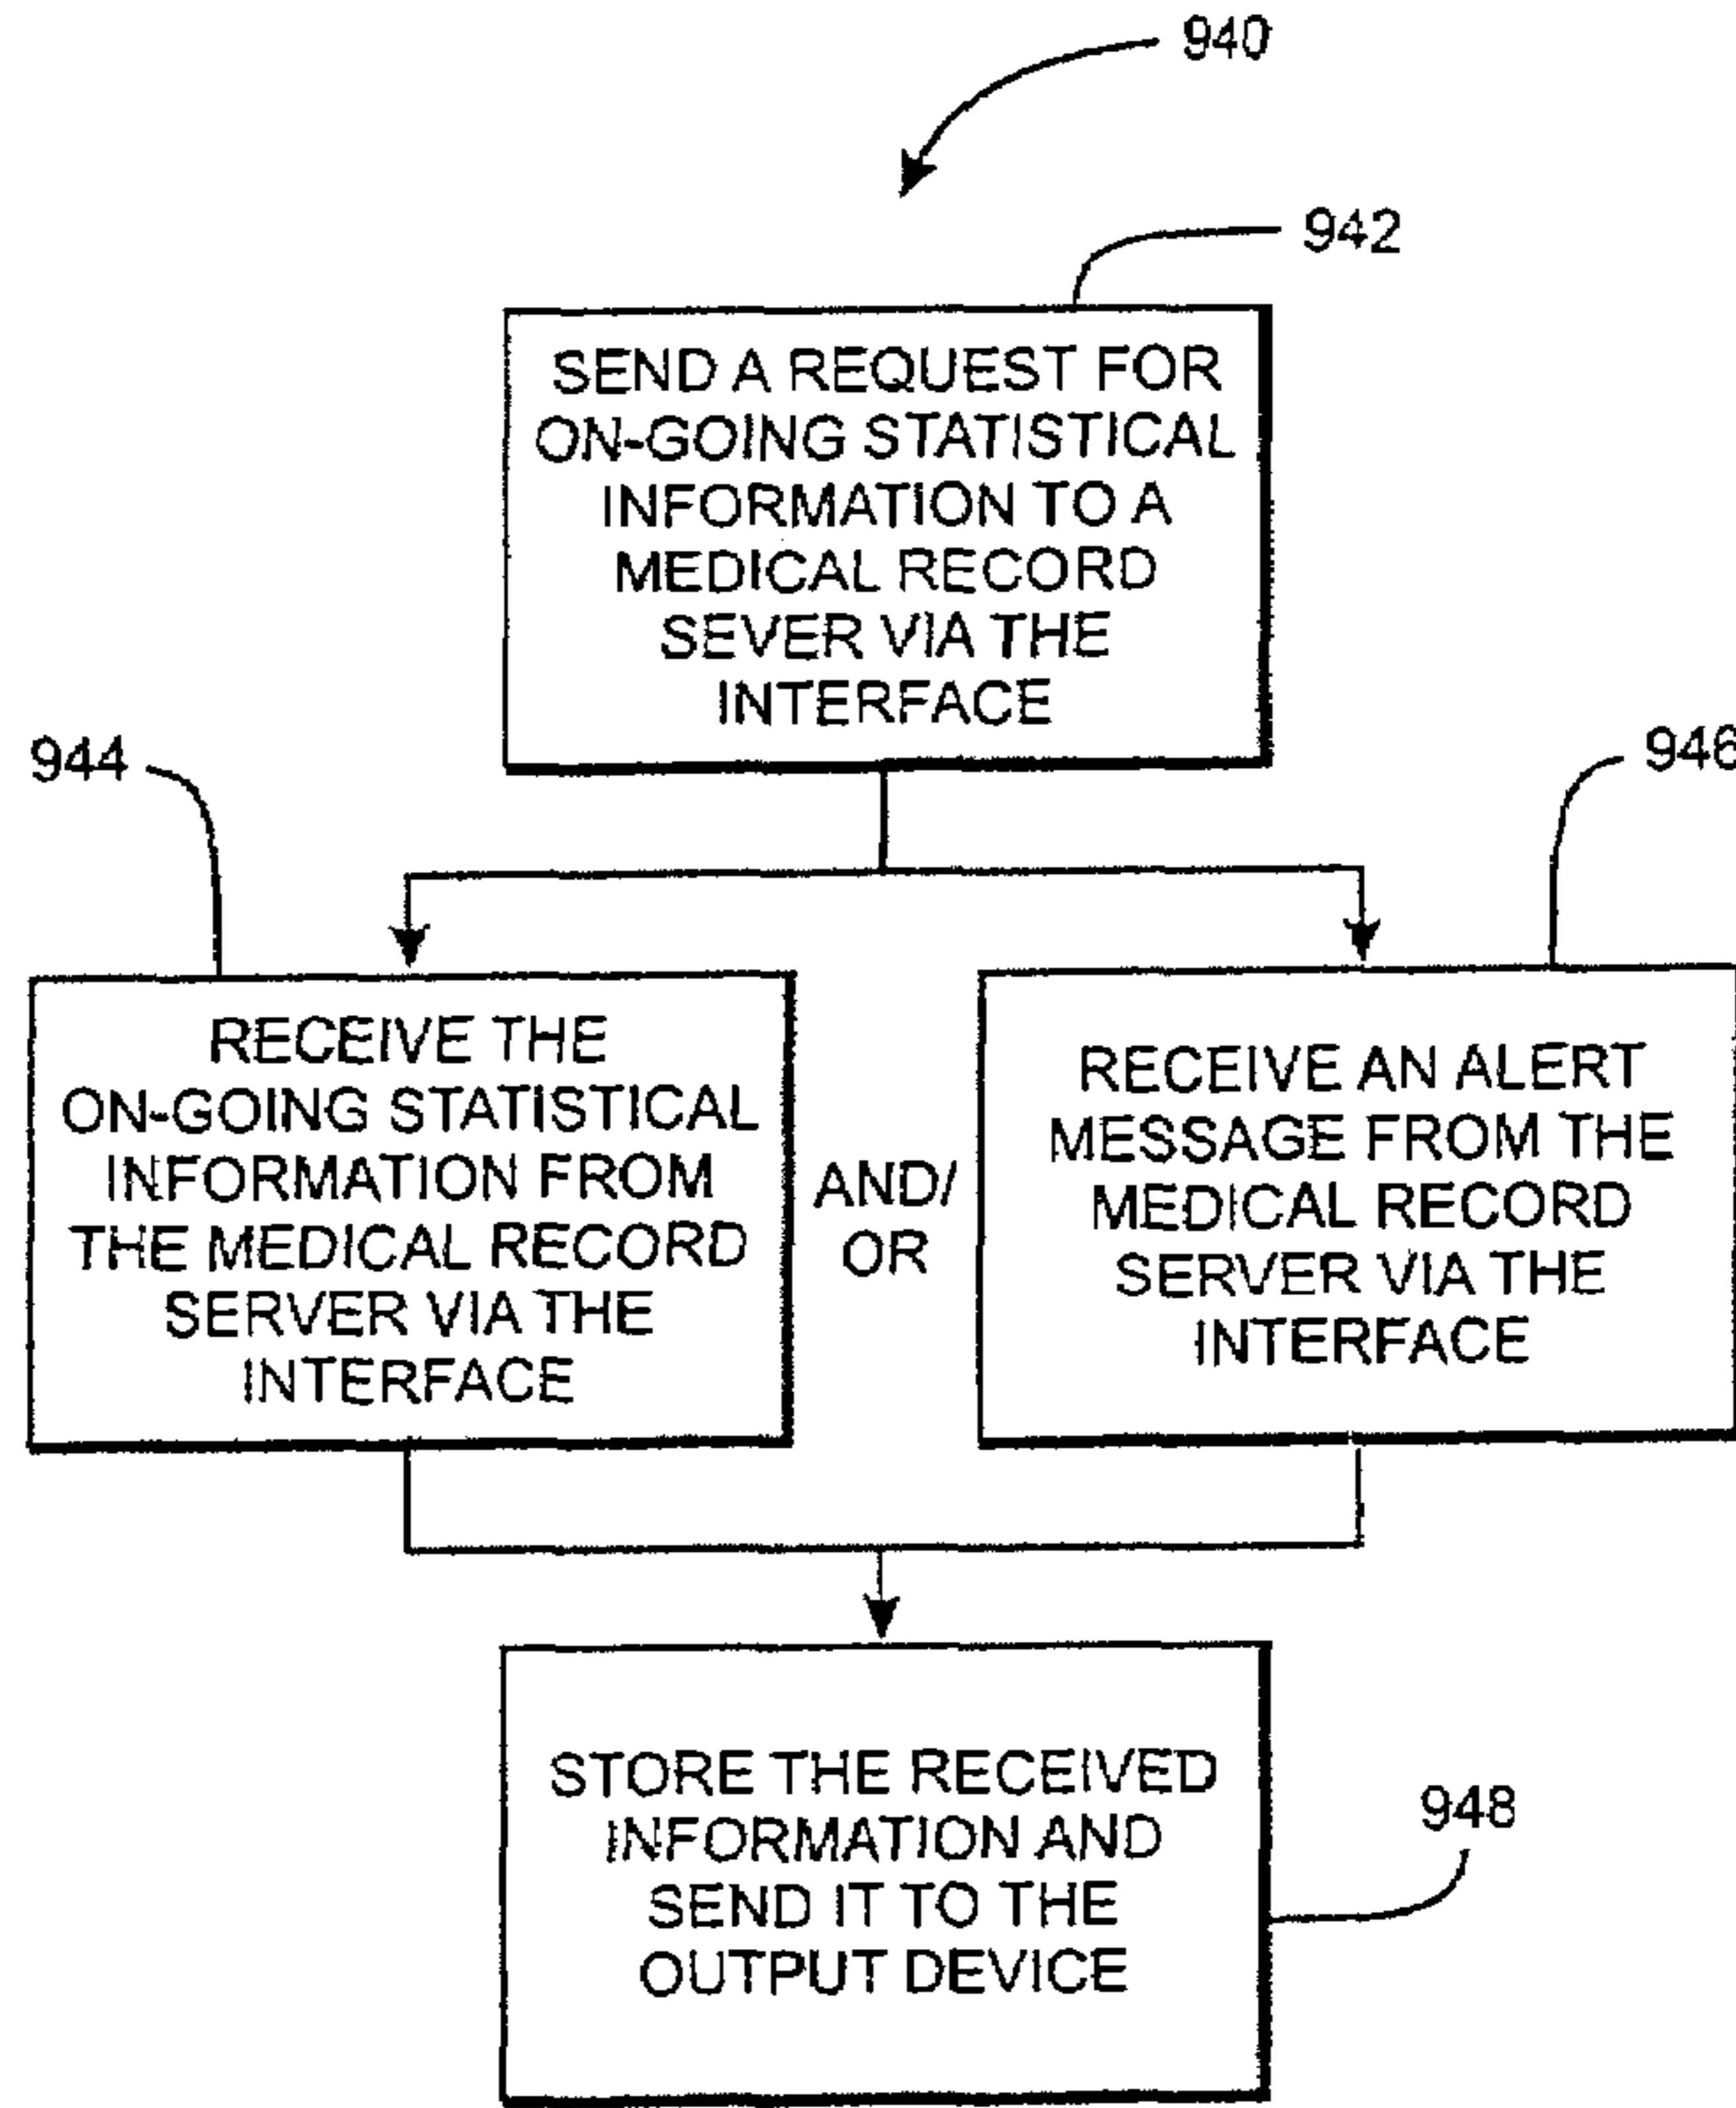 940
942
SEND A REQUEST FOR
ON-GOING STATISTICAL
INFORMATION TO A
MEDICAL RECORD
SEVER VIA THE
INTERFACE
944
946
RECEIVE THE
ON-GOING STATISTICAL
INFORMATION FROM
THE MEDICAL RECORD
SERVER VIA THE
INTERFACE
AND/
OR
RECEIVE AN ALERT
MESSAGE FROM THE
MEDICAL RECORD
SERVER VIA THE
INTERFACE
STORE THE RECEIVED
INFORMATION AND
SEND IT TO THE
OUTPUT DEVICE
948